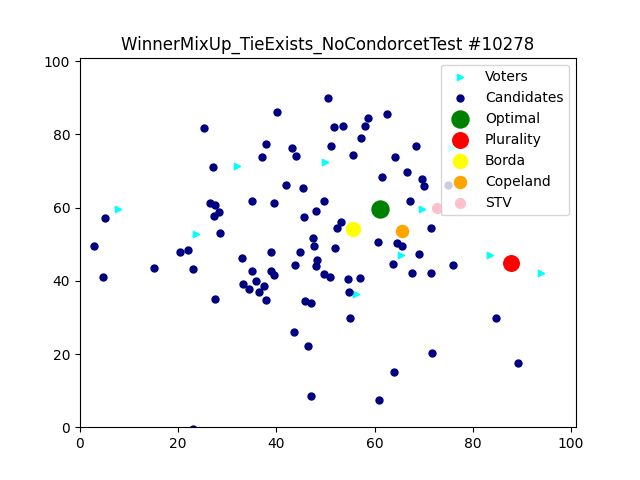 WinnerMixUp_TieExists_NoCondorcetTest #10278
Voters
Candidates
Optimal
Plurality
Borda
Copeland
STV
100
80
60
40
20
0
0 20 40 60 80 100